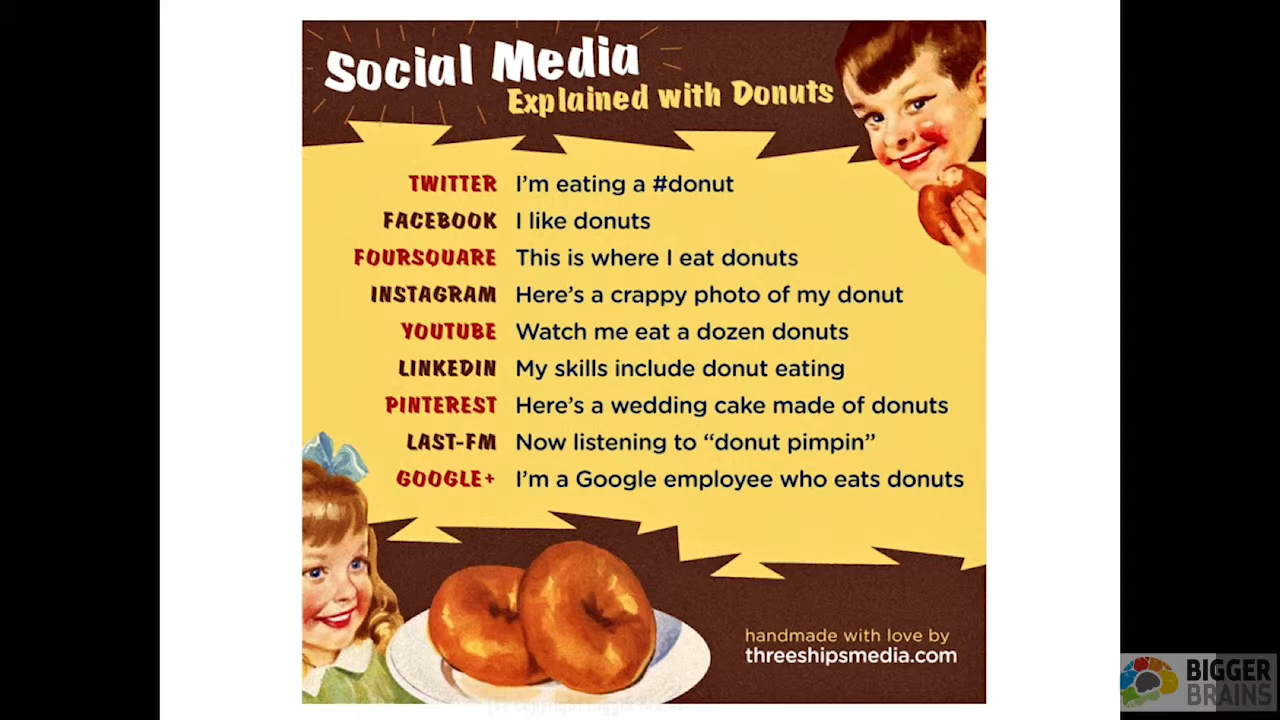 Social Media
Explained with Donuts
TWITTER I'm eating a #donut
FACEBOOK I like donuts
FOURSQUARE This is where I eat donuts
INSTAGRAM Here's a crappy photo of my donut
YOUTUBE Watch me eat a dozen donuts
LINKEDIN My skills include donut eating
PINTEREST Here's a wedding cake made of donuts
LAST-FM Now listening to “donut pimpin”
GOOGLE+ I'm a Google employee who eats donuts
handmade with love by
threeshipsmedia.com
BIGGER
BRAINS